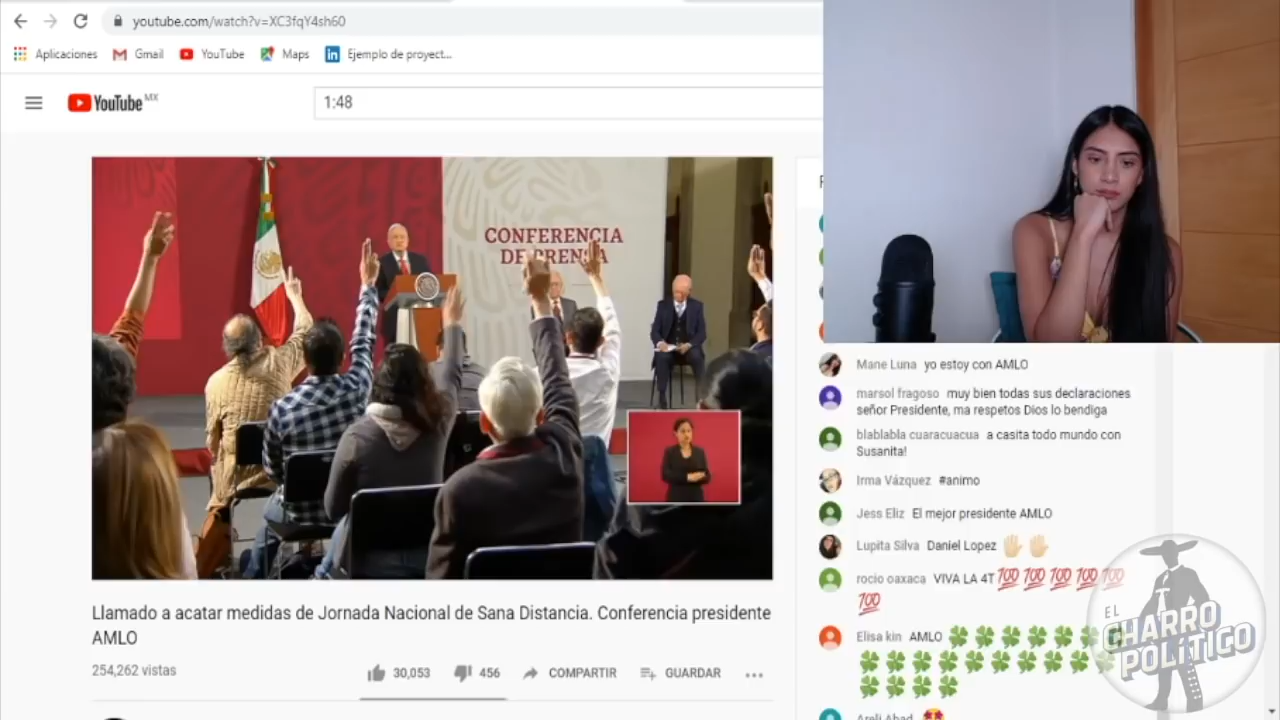 youtube.com/watch?v=XC3fqY4sh60
Aplicaciones Gmail YouTube Maps Ejemplo de proyect...
YouTube MX
1:48
CONFERENCIA
DE PRENSA
Mane Luna yo estoy con AMLO
marsol fragoso muy bien todas sus declaraciones
señor Presidente, ma respetos Dios lo bendiga
blablabla cuaracuacua a casita todo mundo con
Susanita!
Irma Vázquez #animo
Jess Eliz El mejor presidente AMLO
Lupita Silva Daniel Lopez 🖐🏼 🖐🏼
rocio oaxaca VIVA LA 4T 💯 💯 💯 💯 💯
💯
Elisa kin AMLO 🍀 🍀 🍀 🍀 🍀 🍀
🍀 🍀 🍀 🍀 🍀 🍀 🍀 🍀 🍀 🍀
🍀 🍀 🍀 🍀
Areli Abad 🤩
Llamado a acatar medidas de Jornada Nacional de Sana Distancia. Conferencia presidente
AMLO
254,262 vistas
30,053 456 COMPARTIR GUARDAR ...
EL
CHARRO
POLÍTICO